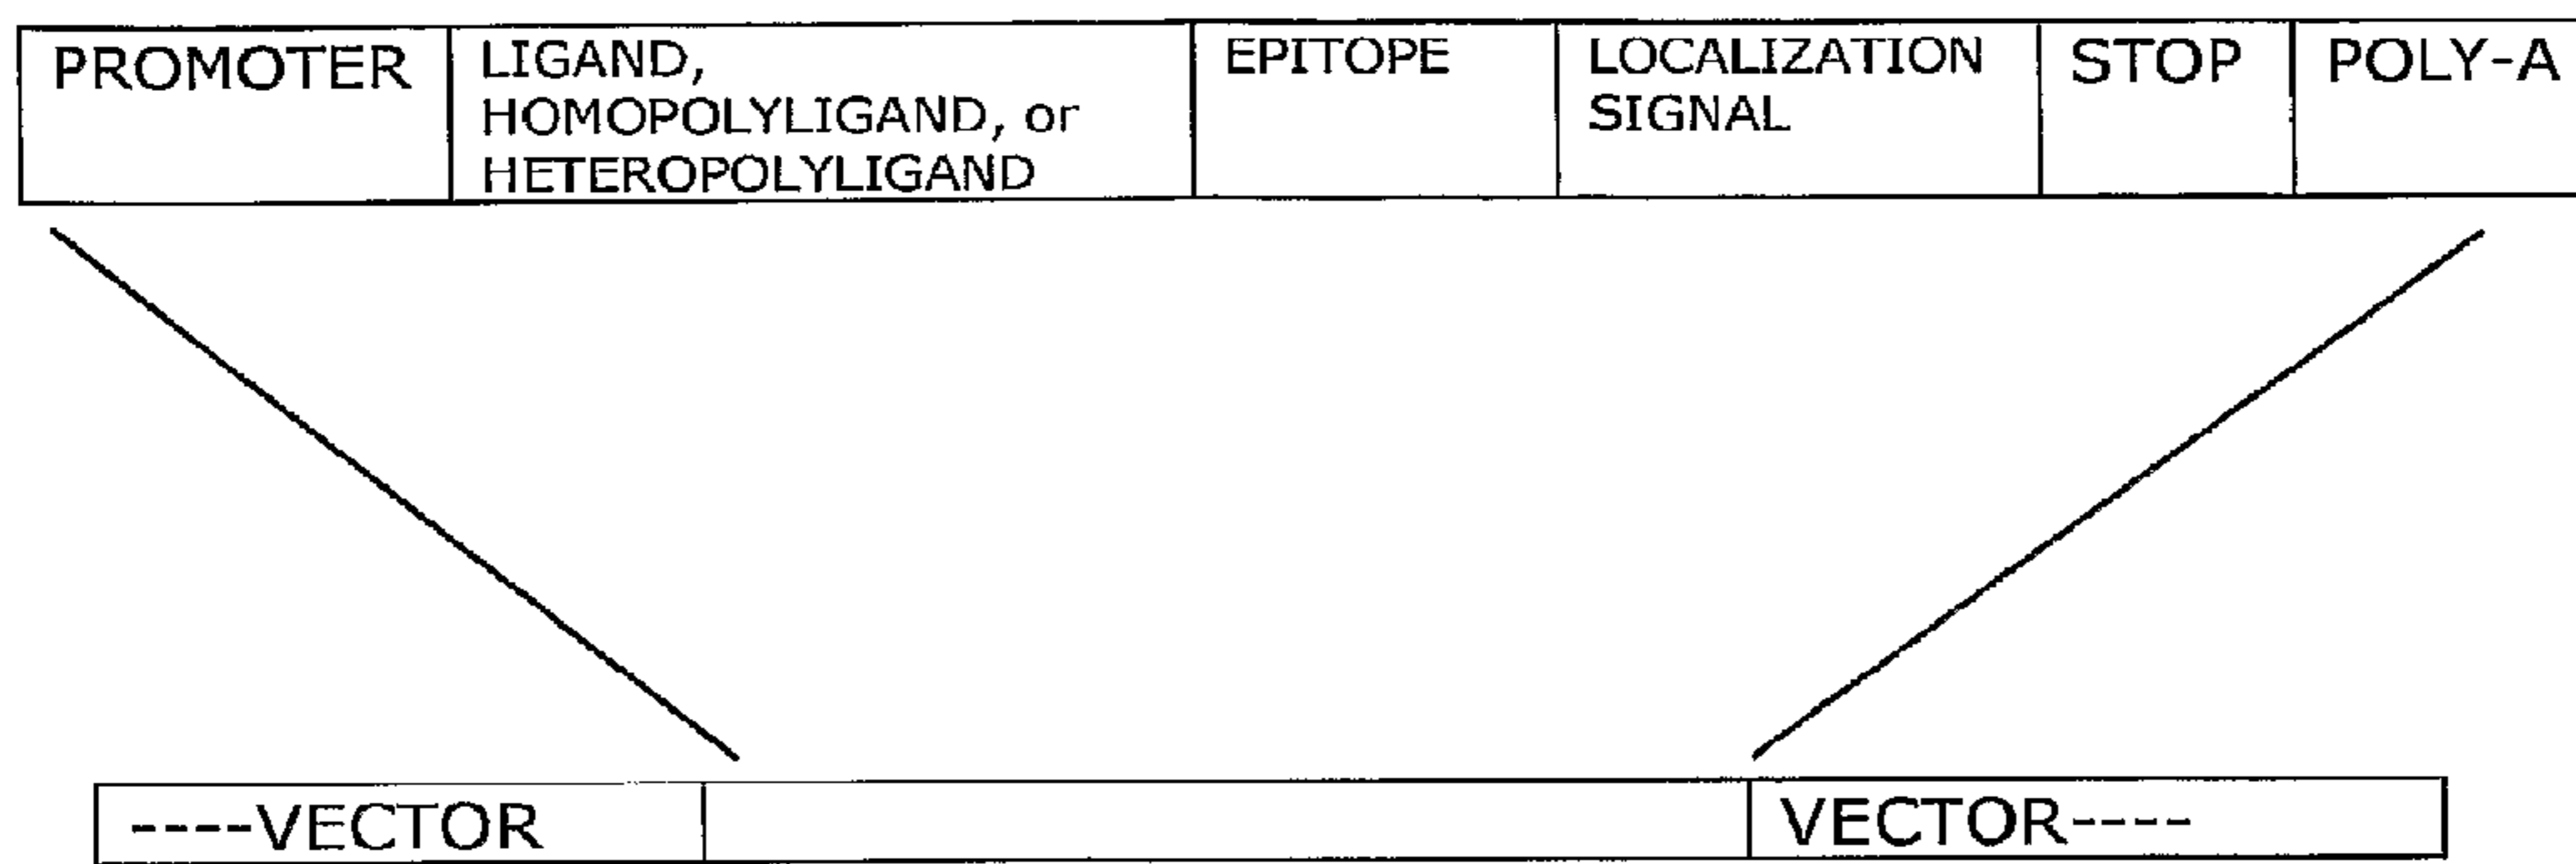 PROMOTER
LIGAND,
HOMOPOLYLIGAND, or
HETEROPOLYLIGAND
EPITOPE
LOCALIZATION
SIGNAL
STOP
POLY-A
----VECTOR
VECTOR----